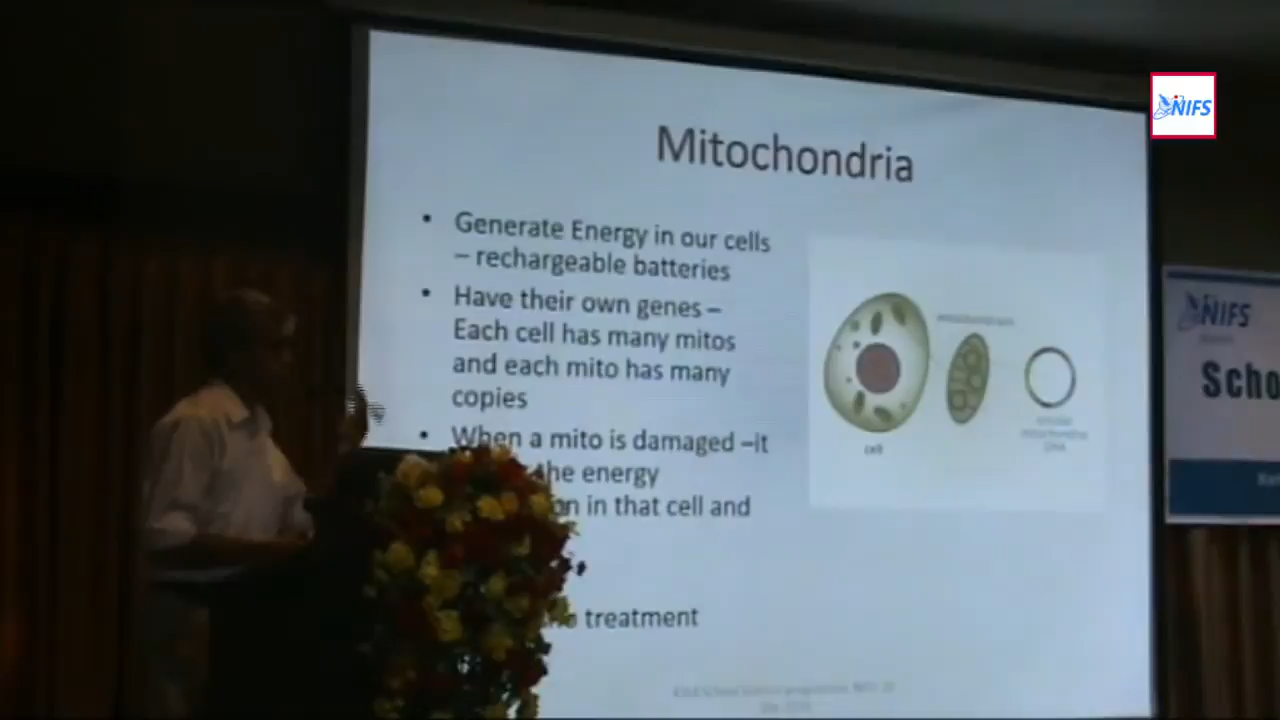 NIFS
Mitochondria
• Generate Energy in our cells
– rechargeable batteries
• Have their own genes –
Each cell has many mitos
and each mito has many
copies
• When a mito is damaged –it
the energy
in that cell and
treatment
cell
NIFS
Scho